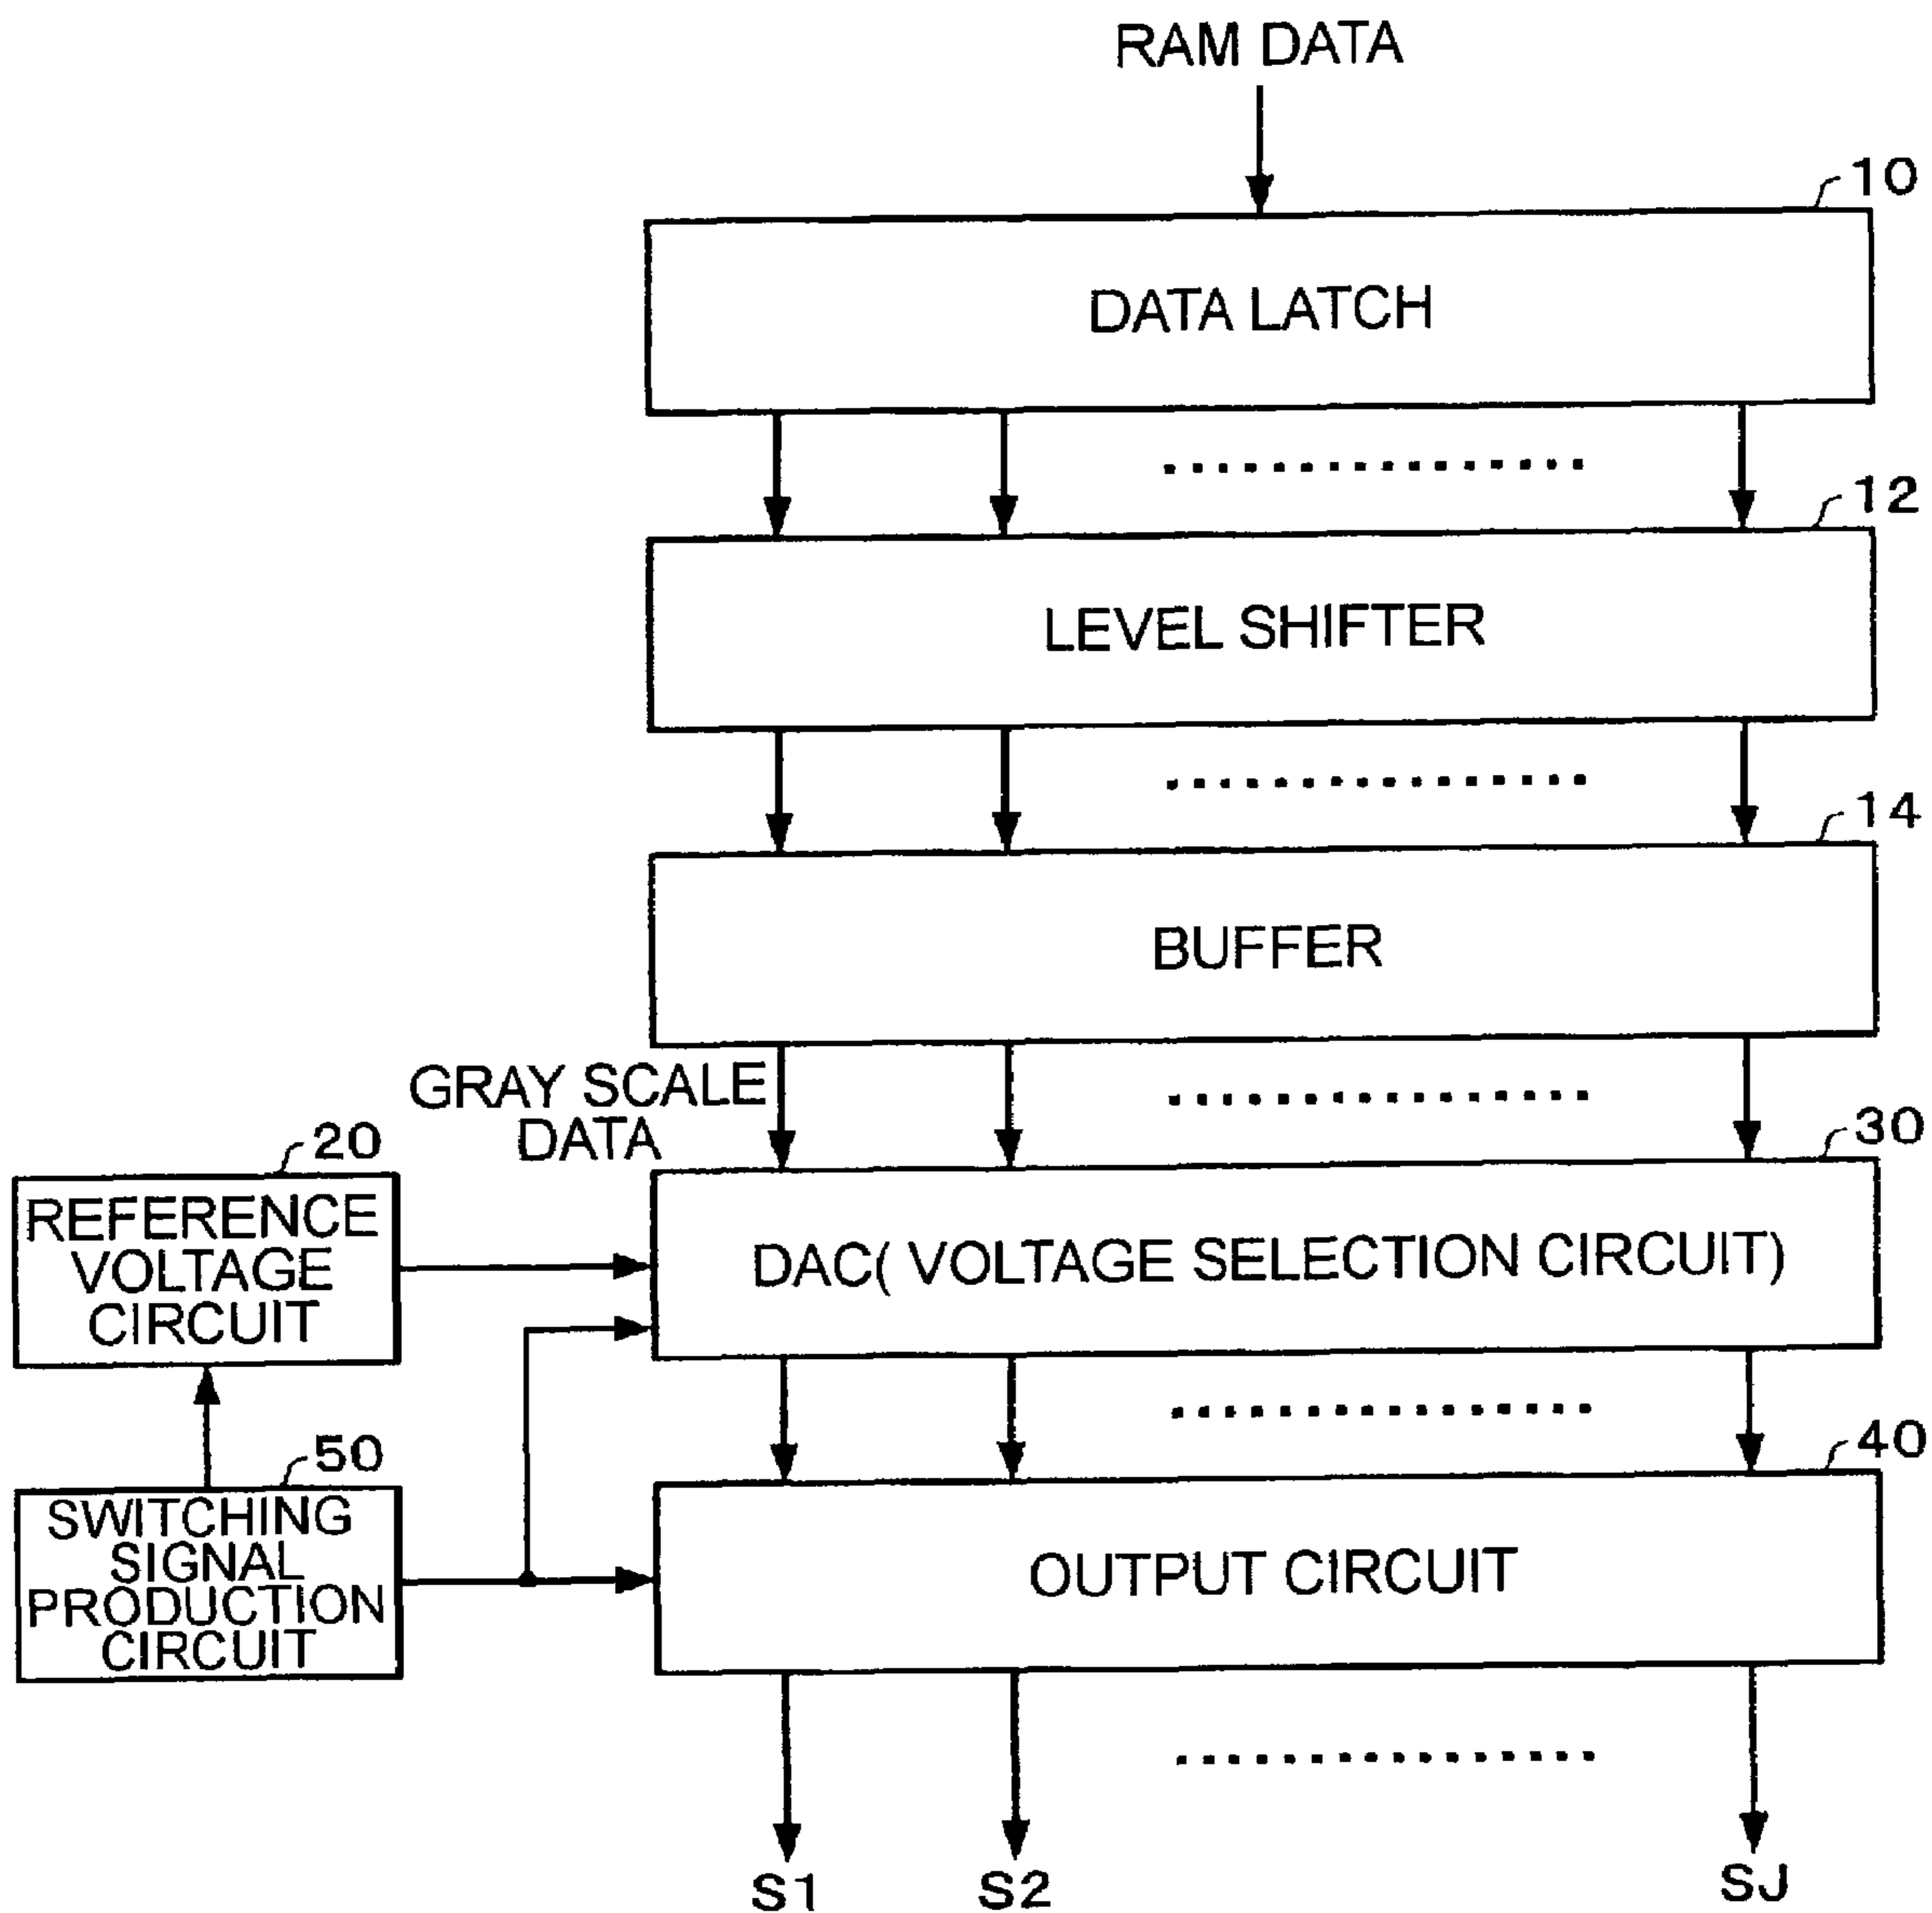 RAM DATA
10
DATA LATCH
12
LEVEL SHIFTER
14
BUFFER
GRAY SCALE
DATA
20
30
REFERENCE
VOLTAGE
CIRCUIT
DAC( VOLTAGE SELECTION CIRCUIT)
50
40
SWITCHING
SIGNAL
PRODUCTION
CIRCUIT
OUTPUT CIRCUIT
S1
S2
SJ